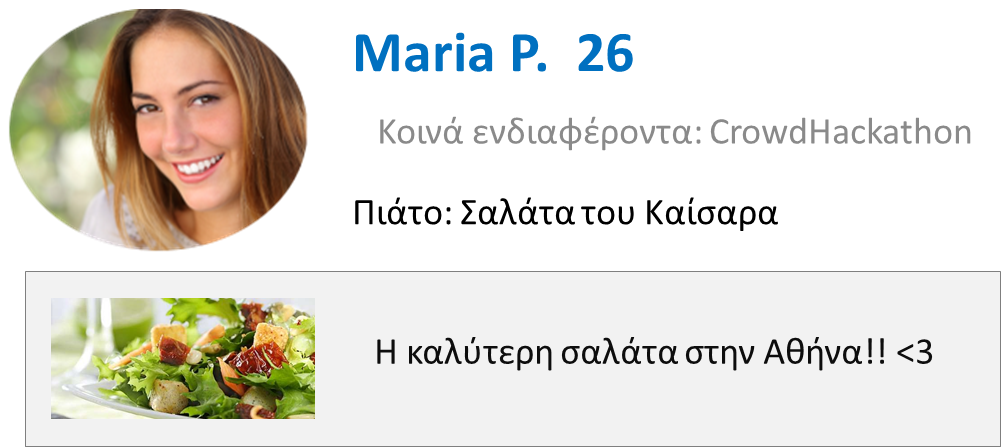 Maria P. 26
Κοινά ενδιαφέροντα: CrowdHackathon
Πιάτο: Σαλάτα του Καίσαρα
Η καλύτερη σαλάτα στην Αθήνα!! <3